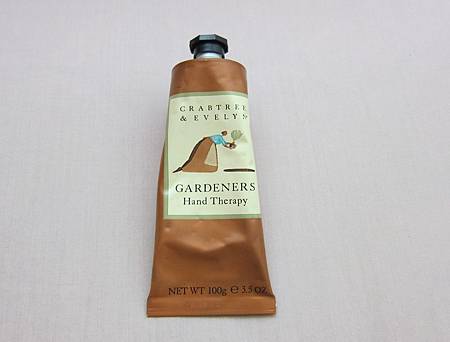 CRABTREE
& EVELYN
GARDENERS
Hand Therapy
NET WT 100g ℮ 3.5 OZ.